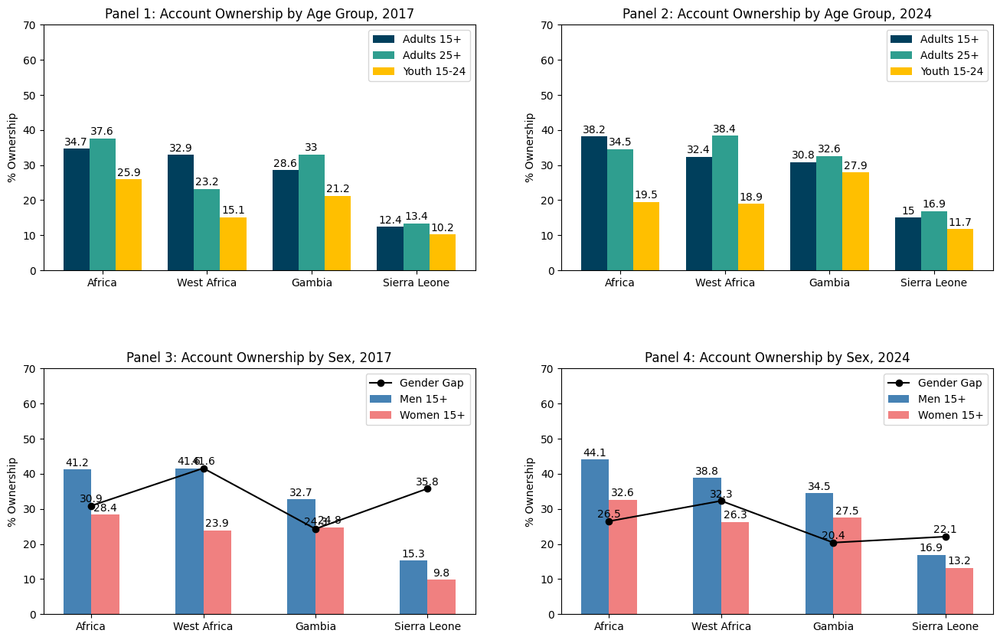 Panel 1: Account Ownership by Age Group, 2017
70
60
50
40
30
20
10
0
% Ownership
Adults 15+
Adults 25+
Youth 15-24
34.7
37.6
25.9
32.9
23.2
15.1
28.6
33
21.2
12.4
13.4
10.2
Africa
West Africa
Gambia
Sierra Leone
Panel 2: Account Ownership by Age Group, 2024
70
60
50
40
30
20
10
0
% Ownership
Adults 15+
Adults 25+
Youth 15-24
38.2
34.5
19.5
32.4
38.4
18.9
30.8
32.6
27.9
15
16.9
11.7
Africa
West Africa
Gambia
Sierra Leone
Panel 3: Account Ownership by Sex, 2017
70
60
50
40
30
20
10
0
% Ownership
Gender Gap
Men 15+
Women 15+
41.2
30.9
28.4
41.6
41.6
23.9
32.7
24.8
35.8
15.3
9.8
Africa
West Africa
Gambia
Sierra Leone
Panel 4: Account Ownership by Sex, 2024
70
60
50
40
30
20
10
0
% Ownership
Gender Gap
Men 15+
Women 15+
44.1
26.5
32.6
38.8
32.3
26.3
34.5
20.4
27.5
22.1
16.9
13.2
Africa
West Africa
Gambia
Sierra Leone